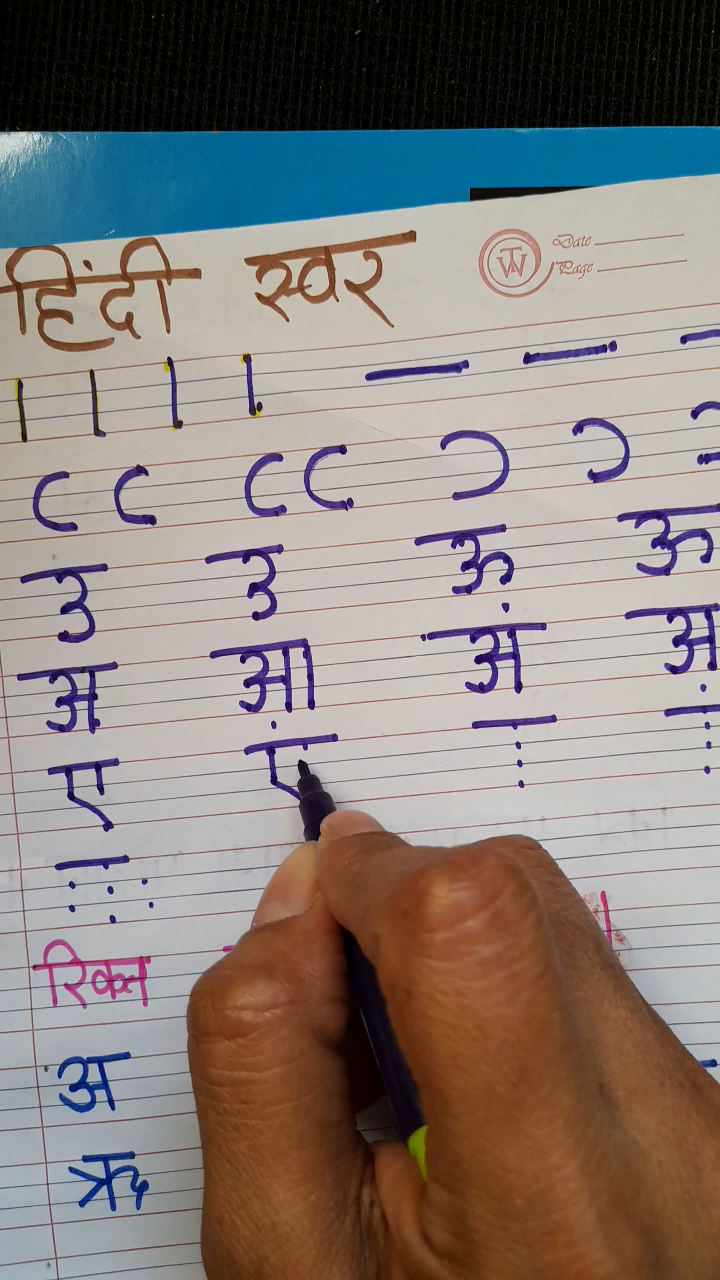 हिंदी स्वर
Date
Page
उ उ ऊ ऊ
अ आ अं अ
ए ए
रिक्त
अ
ऋ